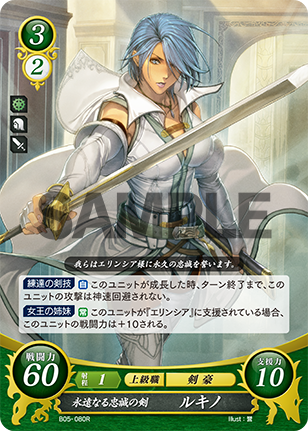 3
2
SAMPLE
我らはエリンシア様に永久の忠誠を誓います。
練達の剣技 自 このユニットが成長した時、ターン終了まで、このユニットの攻撃は神速回避されない。
女王の姉妹 常 このユニットが『エリンシア』に支援されている場合、このユニットの戦闘力は+10される。
戦闘力 60
射程 1 上級職 剣豪
支援力 10
永遠なる忠誠の剣 ルキノ
B05-080R
Illust: